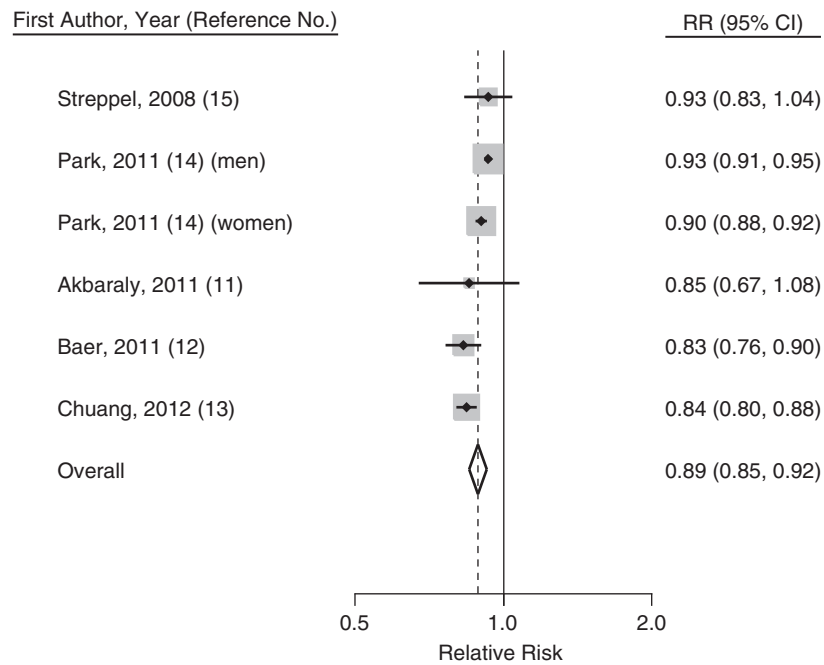 First Author, Year (Reference No.) RR (95% CI)
Streppel, 2008 (15) 0.93 (0.83, 1.04)
Park, 2011 (14) (men) 0.93 (0.91, 0.95)
Park, 2011 (14) (women) 0.90 (0.88, 0.92)
Akbaraly, 2011 (11) 0.85 (0.67, 1.08)
Baer, 2011 (12) 0.83 (0.76, 0.90)
Chuang, 2012 (13) 0.84 (0.80, 0.88)
Overall 0.89 (0.85, 0.92)
0.5 1.0 2.0
Relative Risk